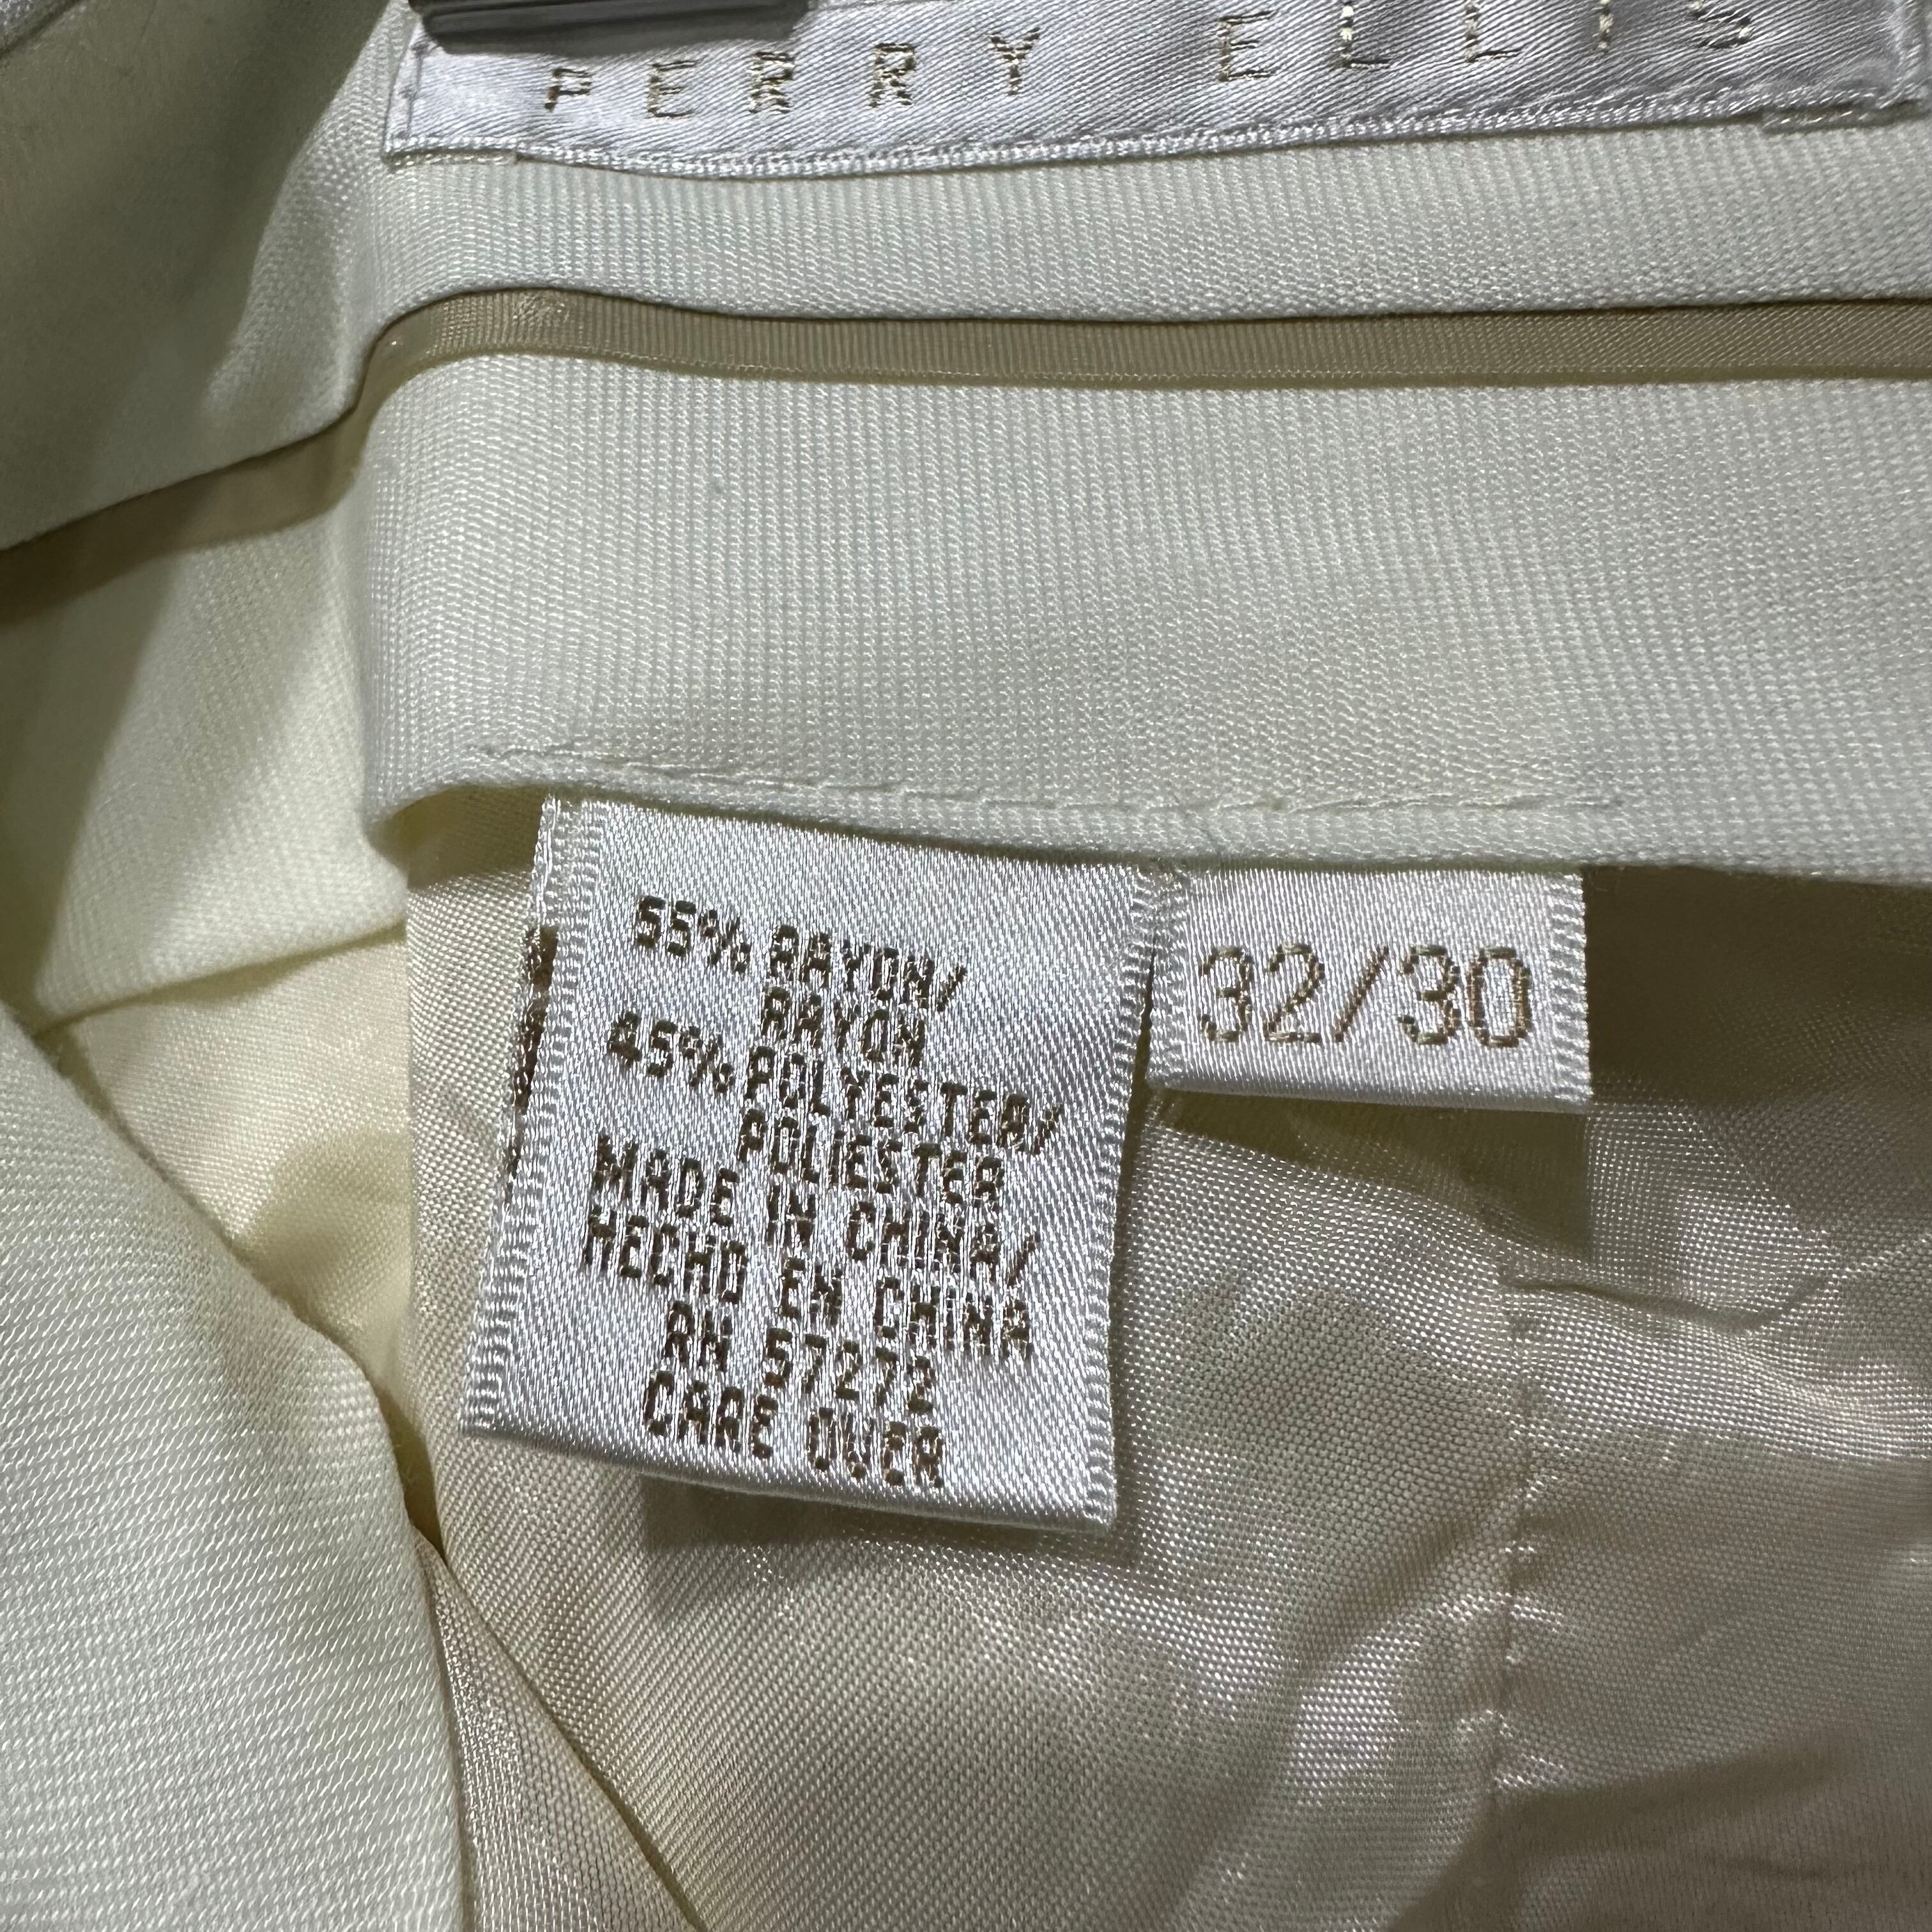 PERRY ELLIS
55% RAYON/
RAYON
45% POLYESTER/
POLIESTER
MADE IN CHINA/
HECHO EN CHINA
RN 57272
CARE OVER
32/30